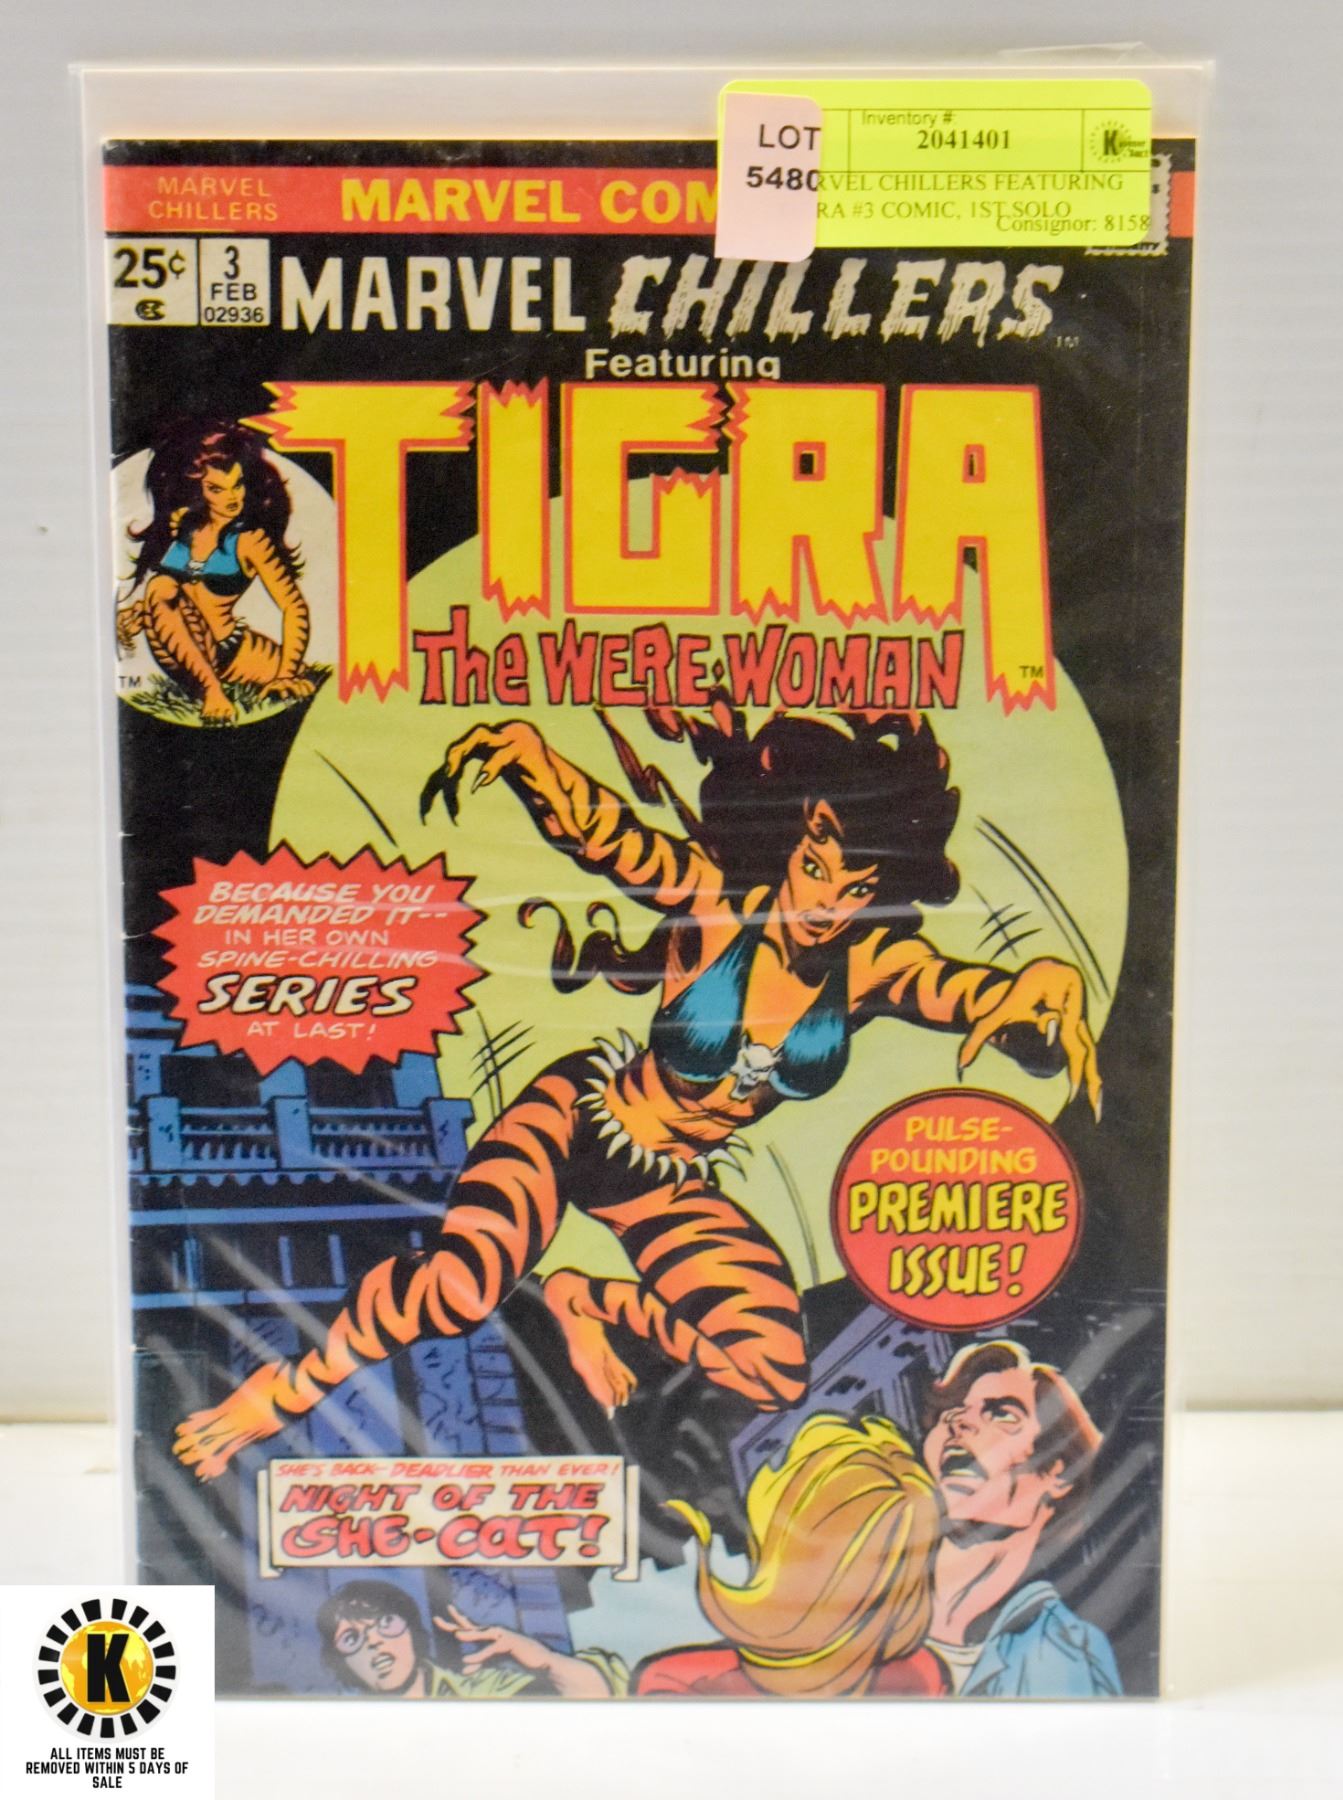 Inventory #:
LOT
5480
2041401
RVEL CHILLERS FEATURING
RA #3 COMIC, 1ST SOLO
Consignor: 8158
MARVEL
CHILLERS
MARVEL COM
25¢
3
FEB
02936
MARVEL CHILLERS
TM
Featuring
TIGRA
TM
The WERE-WOMAN
TM
BECAUSE YOU
DEMANDED IT--
IN HER OWN
SPINE-CHILLING
SERIES
AT LAST!
PULSE-
POUNDING
PREMIERE
ISSUE!
SHE'S BACK--DEADLIER THAN EVER!
NIGHT OF THE
SHE-CAT!
K
ALL ITEMS MUST BE
REMOVED WITHIN 5 DAYS OF
SALE